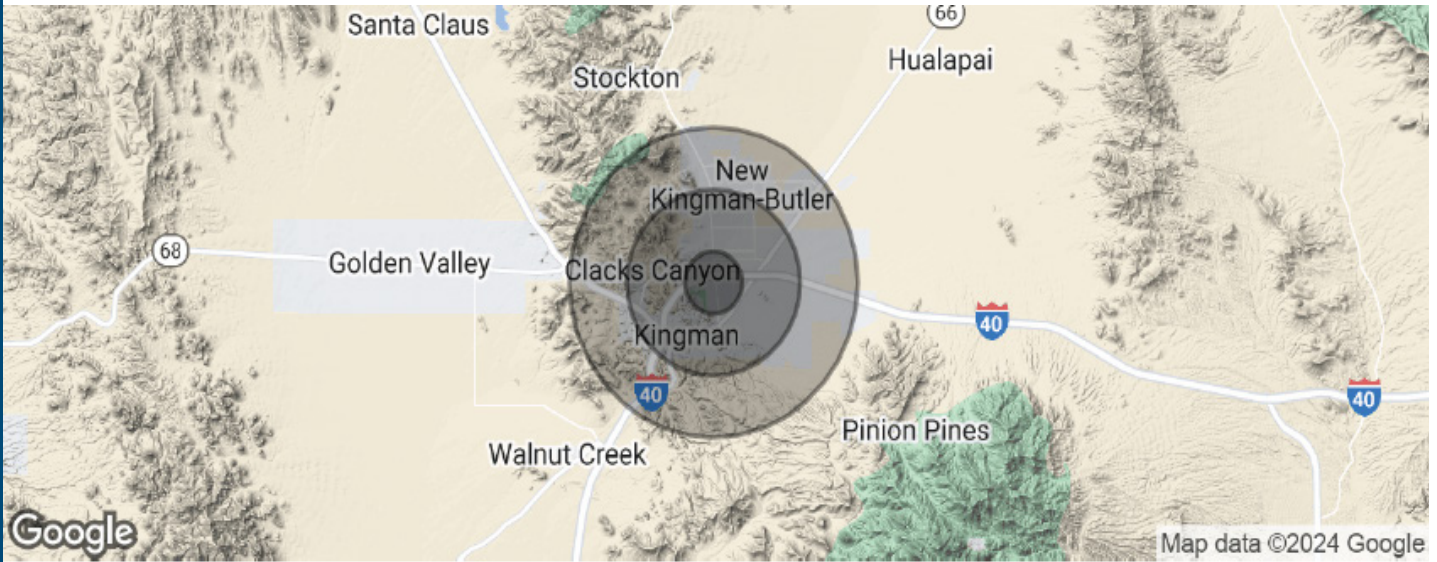 Santa Claus
66
Hualapai
Stockton
New
Kingman-Butler
68
Golden Valley
Clacks Canyon
40
Kingman
40
40
Pinion Pines
Walnut Creek
Google
Map data ©2024 Google